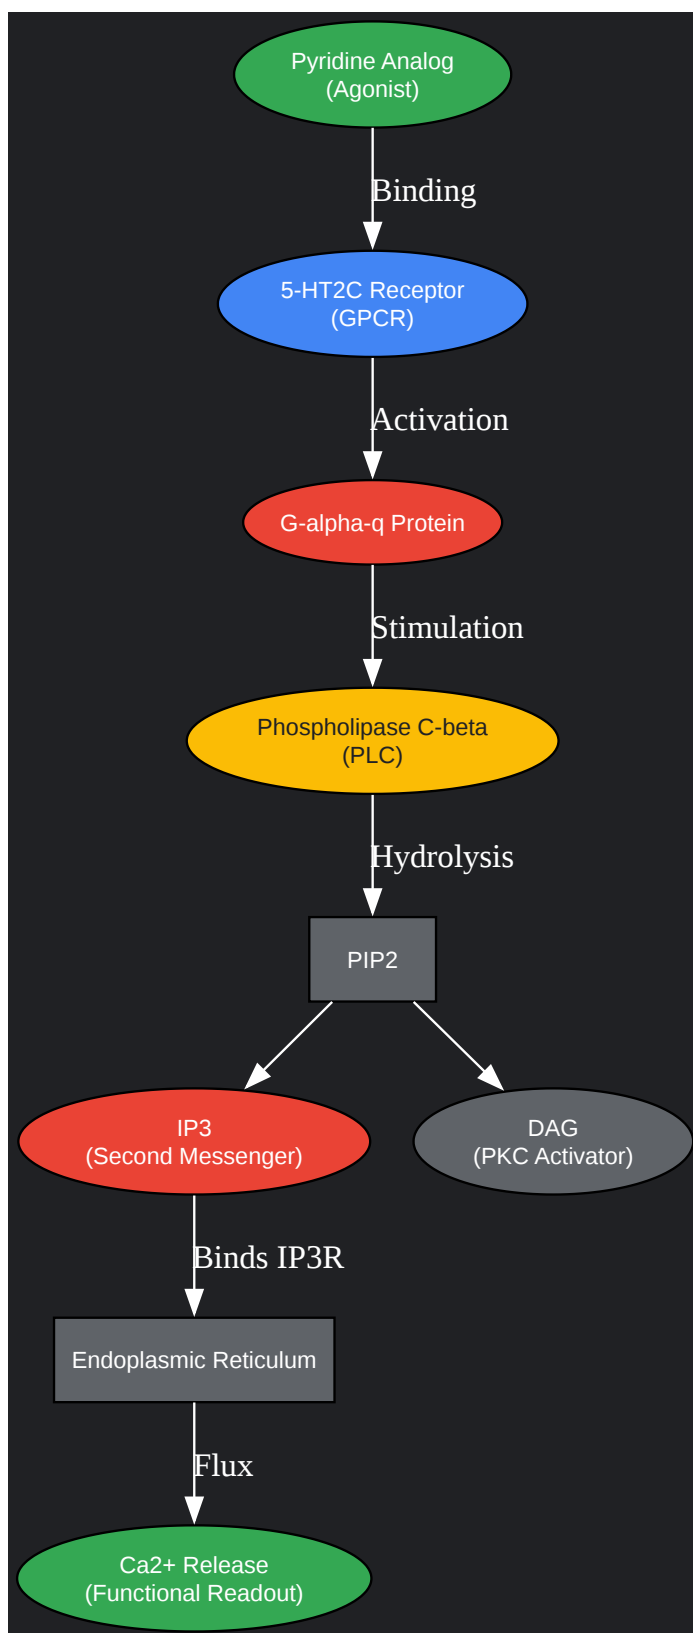 Pyridine Analog
(Agonist)
Binding
5-HT2C Receptor
(GPCR)
Activation
G-alpha-q Protein
Stimulation
Phospholipase C-beta
(PLC)
Hydrolysis
PIP2
IP3
(Second Messenger)
DAG
(PKC Activator)
Binds IP3R
Endoplasmic Reticulum
Flux
Ca2+ Release
(Functional Readout)